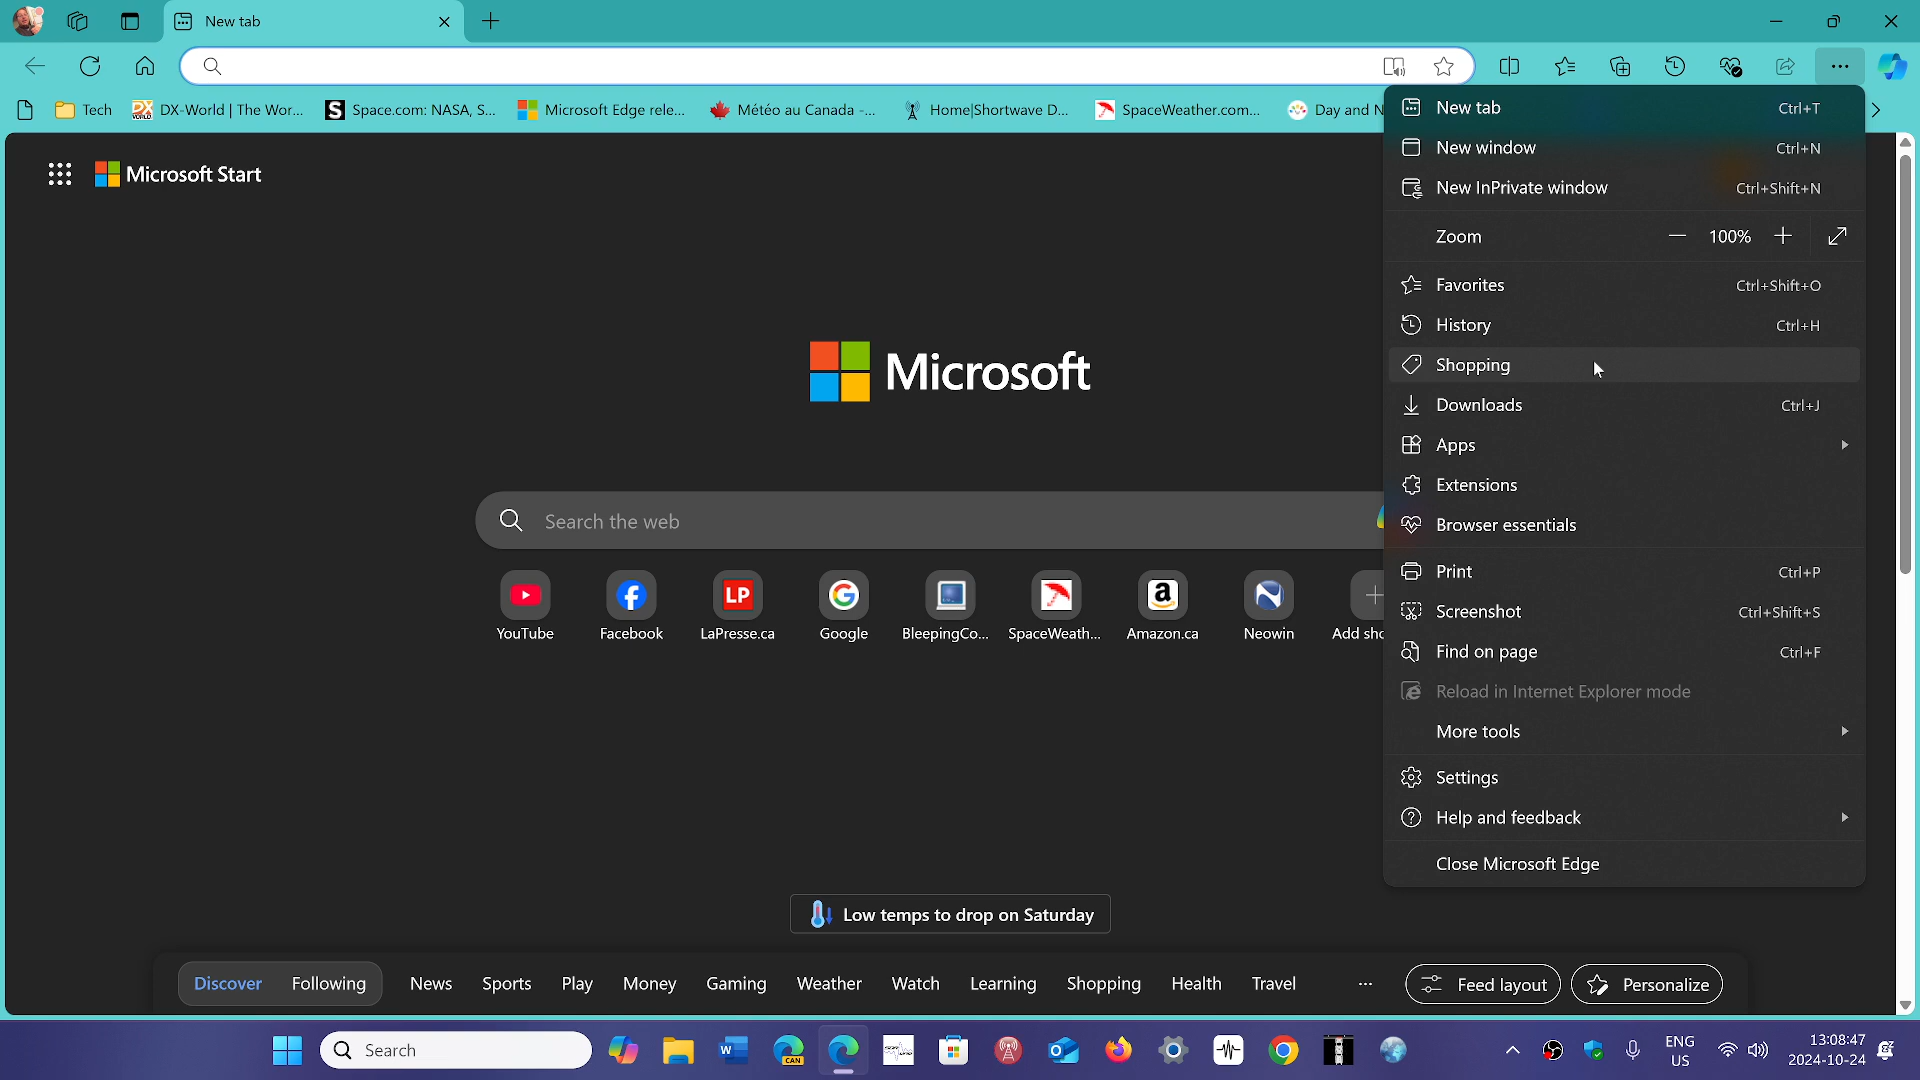 New tab
Tech
DX-World | The Wor...
Space.com: NASA, S...
Microsoft Edge rele...
Météo au Canada -...
Home|Shortwave D...
SpaceWeather.com...
Day and N
Microsoft Start
New tab Ctrl+T
New window Ctrl+N
New InPrivate window Ctrl+Shift+N
Zoom 100%
Favorites Ctrl+Shift+O
History Ctrl+H
Shopping
Downloads Ctrl+J
Apps
Extensions
Browser essentials
Print Ctrl+P
Screenshot Ctrl+Shift+S
Find on page Ctrl+F
Reload in Internet Explorer mode
More tools
Settings
Help and feedback
Close Microsoft Edge
Microsoft
Search the web
LP
YouTube
Facebook
LaPresse.ca
Google
BleepingCo...
SpaceWeath...
Amazon.ca
Neowin
Add sho
Low temps to drop on Saturday
Discover Following News Sports Play Money Gaming Weather Watch Learning Shopping Health Travel ... Feed layout Personalize
Search
CAN
ENG
US
13:08:47
2024-10-24